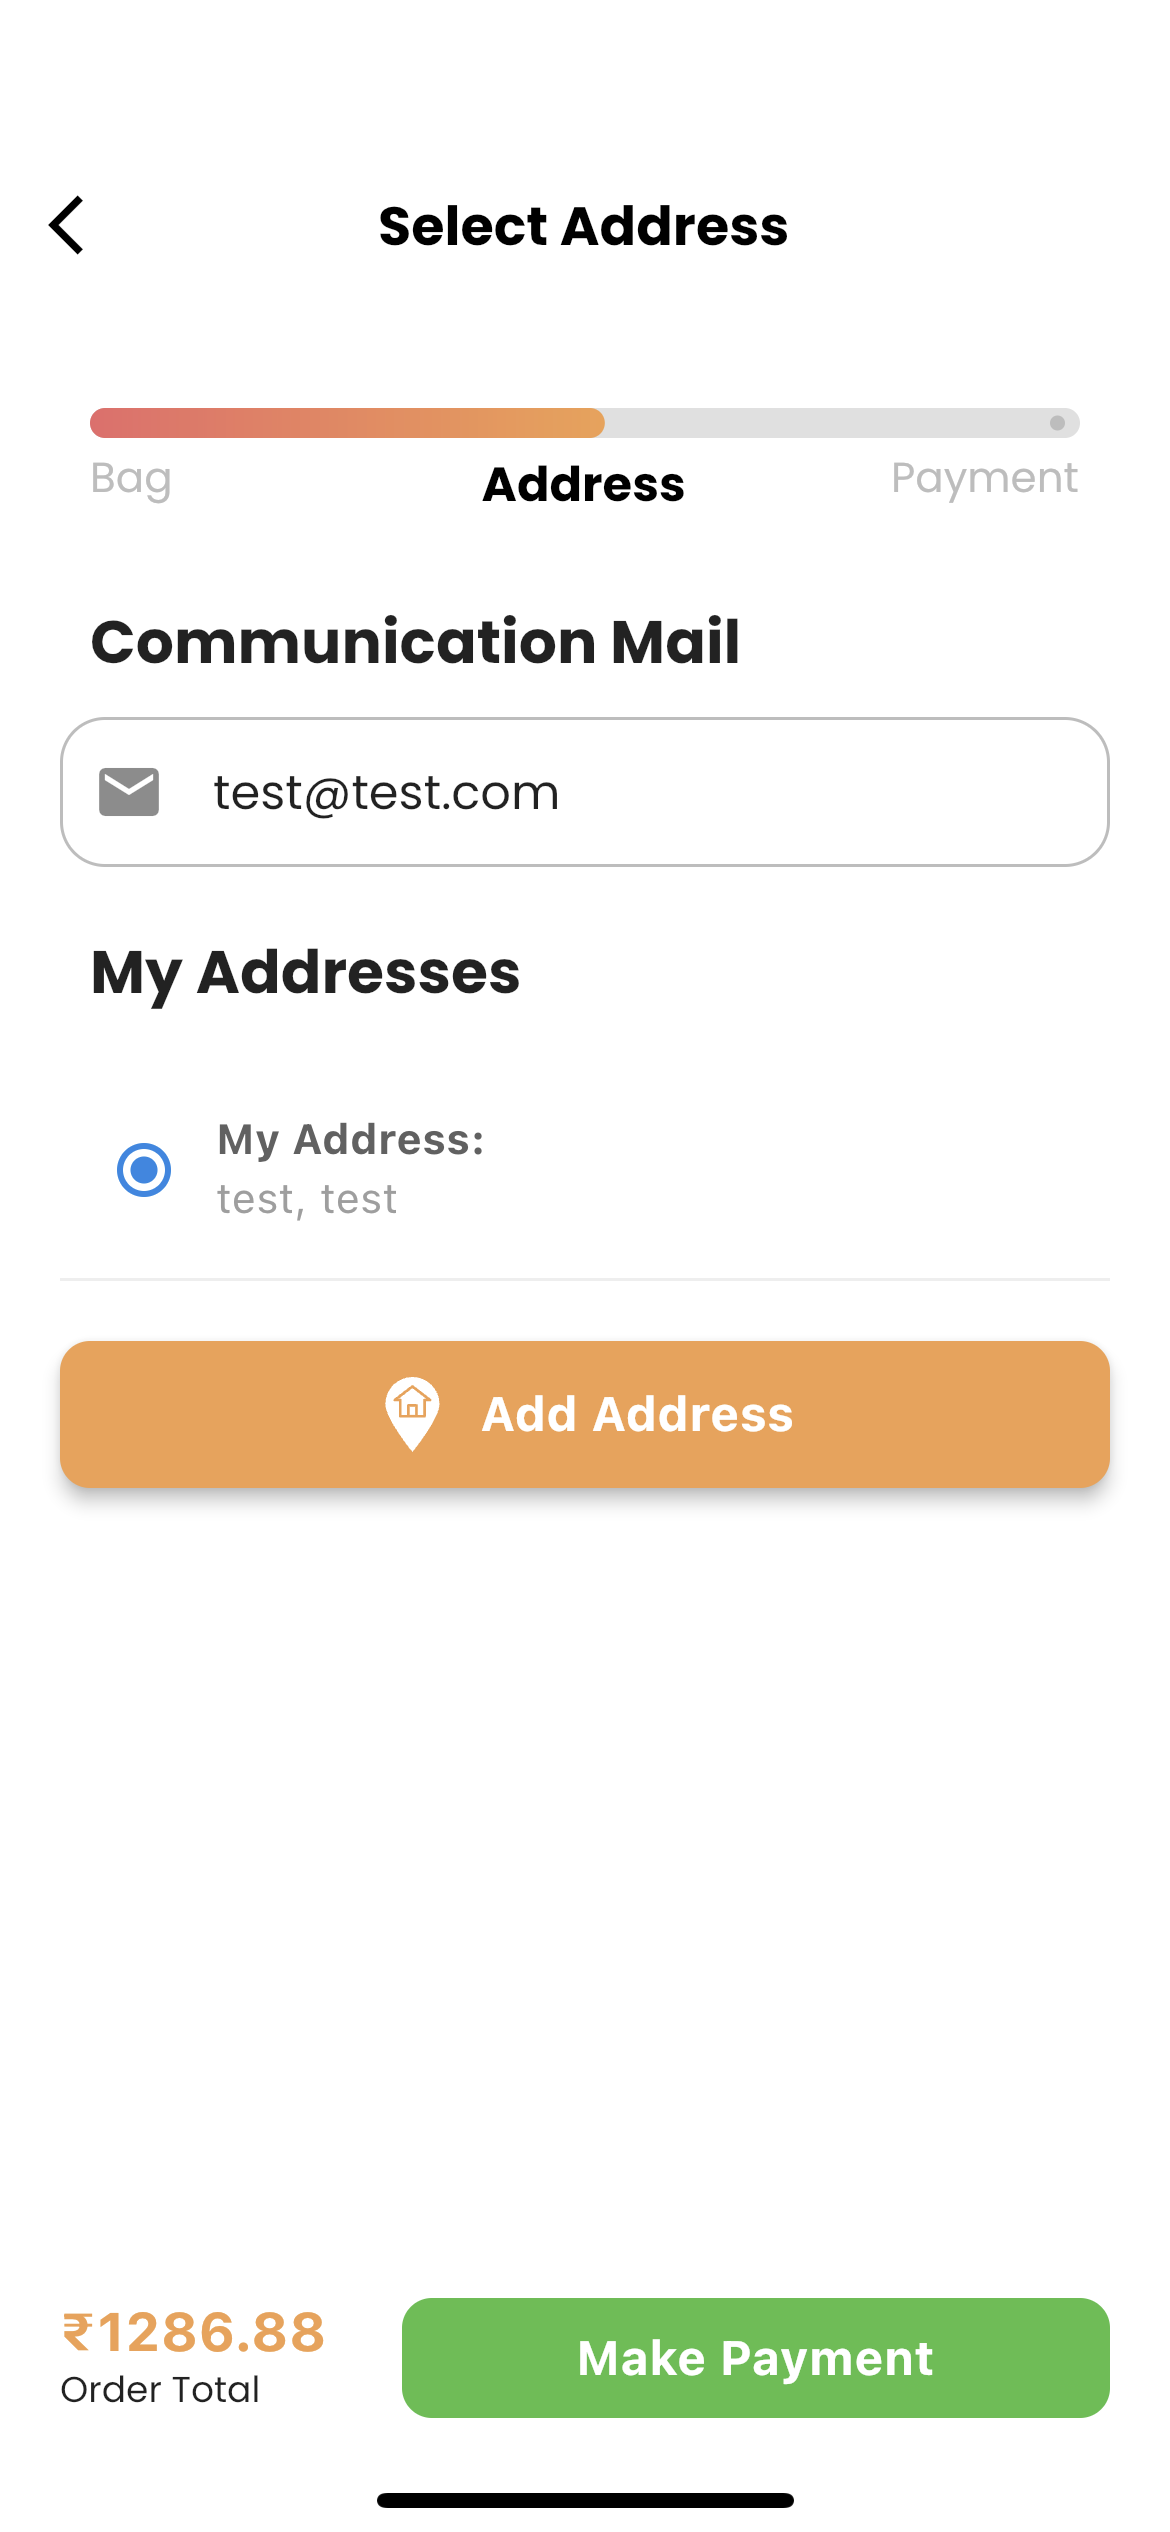 Select Address
Bag
Address
Payment
Communication Mail
test@test.com
My Addresses
My Address:
test, test
Add Address
₹1286.88
Order Total
Make Payment